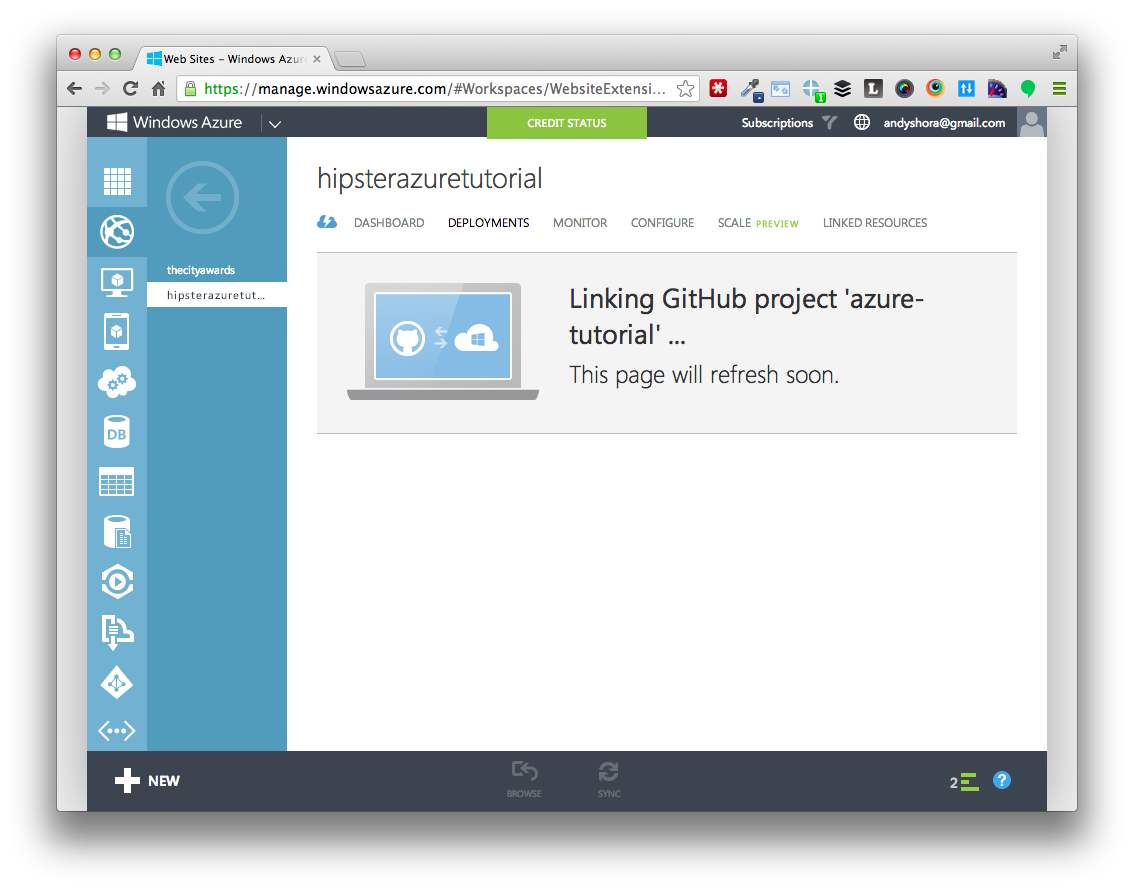 Web Sites – Windows Azur
https://manage.windowsazure.com/#Workspaces/WebsiteExtensi...
1
L
Windows Azure
CREDIT STATUS
Subscriptions
andyshora@gmail.com
hipsterazuretutorial
DASHBOARD DEPLOYMENTS MONITOR CONFIGURE SCALE PREVIEW LINKED RESOURCES
thecityawards
hipsterazuretut...
DB
Linking GitHub project 'azure-
tutorial' ...
This page will refresh soon.
NEW
BROWSE
SYNC
2
?